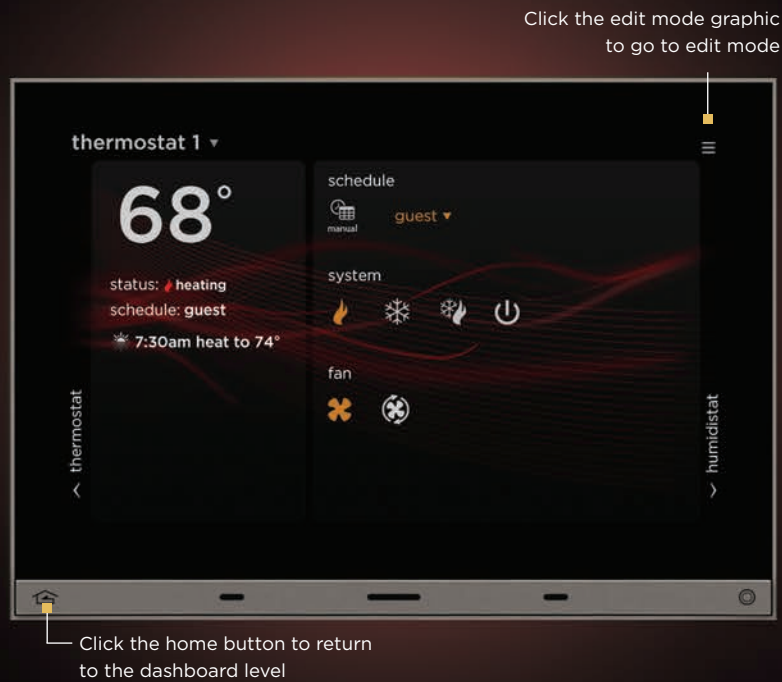 Click the edit mode graphic
to go to edit mode
thermostat 1
68°
status: heating
schedule: guest
7:30am heat to 74°
schedule
manual
guest
system
fan
thermostat
humidistat
Click the home button to return
to the dashboard level